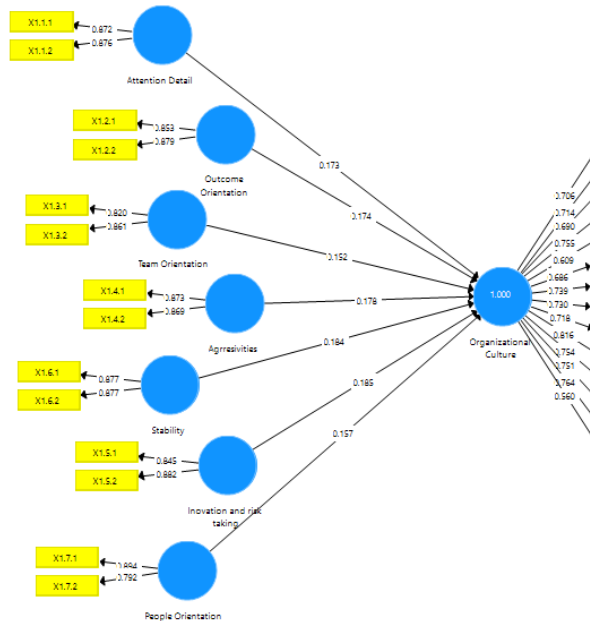 X1.1.1
0.872
X1.1.2
0.876
Attention Detail
0.173
X1.2.1
0.853
X1.2.2
0.879
Outcome
Orientation
0.174
X1.3.1
0.820
X1.3.2
0.861
Team Orientation
0.152
X1.4.1
0.873
X1.4.2
0.869
Agrresivities
0.178
X1.6.1
0.877
X1.6.2
0.877
Stability
0.184
X1.5.1
0.845
X1.5.2
0.882
Inovation and risk
taking
0.185
X1.7.1
0.894
X1.7.2
0.792
People Orientation
0.157
1.000
Organizational
Culture
0.706
0.714
0.690
0.755
0.609
0.686
0.739
0.730
0.718
0.816
0.754
0.751
0.764
0.560